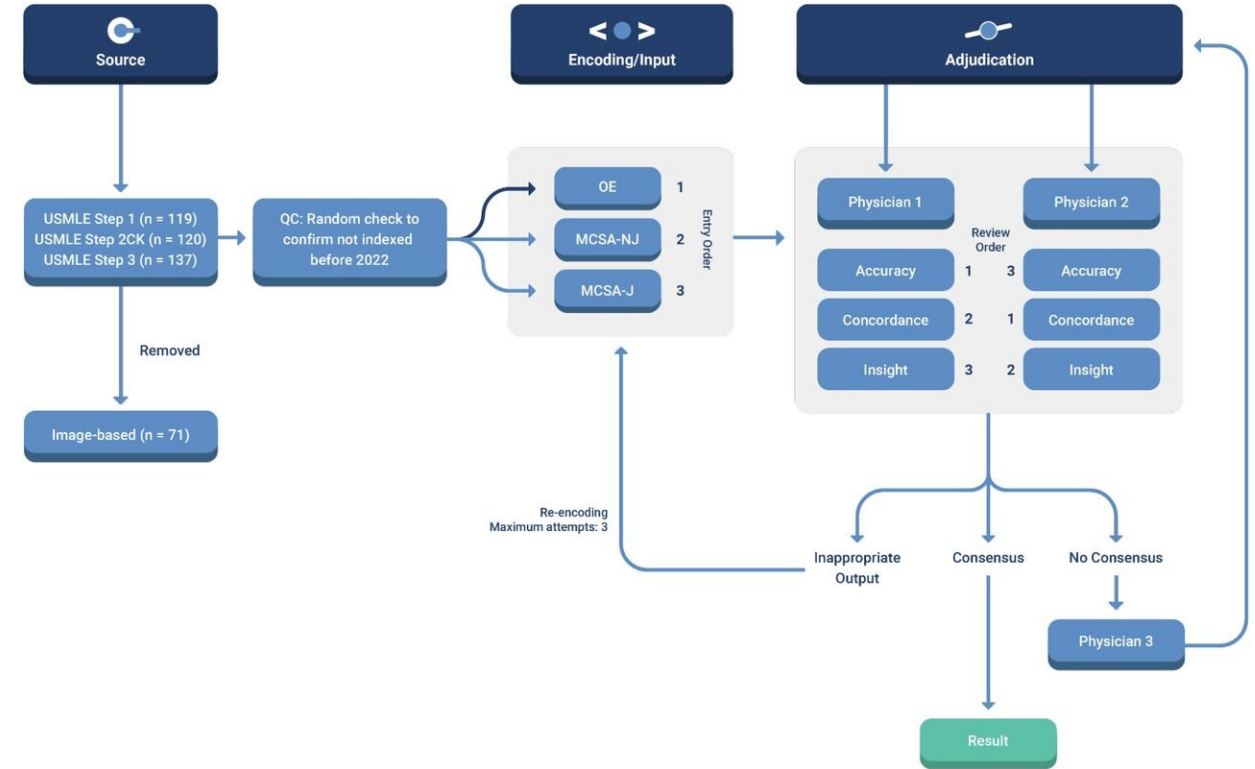 Source
Encoding/Input
Adjudication
USMLE Step 1 (n = 119)
USMLE Step 2CK (n = 120)
USMLE Step 3 (n = 137)
Removed
Image-based (n = 71)
QC: Random check to
confirm not indexed
before 2022
OE 1
MCSA-NJ 2
MCSA-J 3
Entry Order
Physician 1
Physician 2
Review
Order
Accuracy 1 3 Accuracy
Concordance 2 1 Concordance
Insight 3 2 Insight
Re-encoding
Maximum attempts: 3
Inappropriate
Output
Consensus
No Consensus
Physician 3
Result